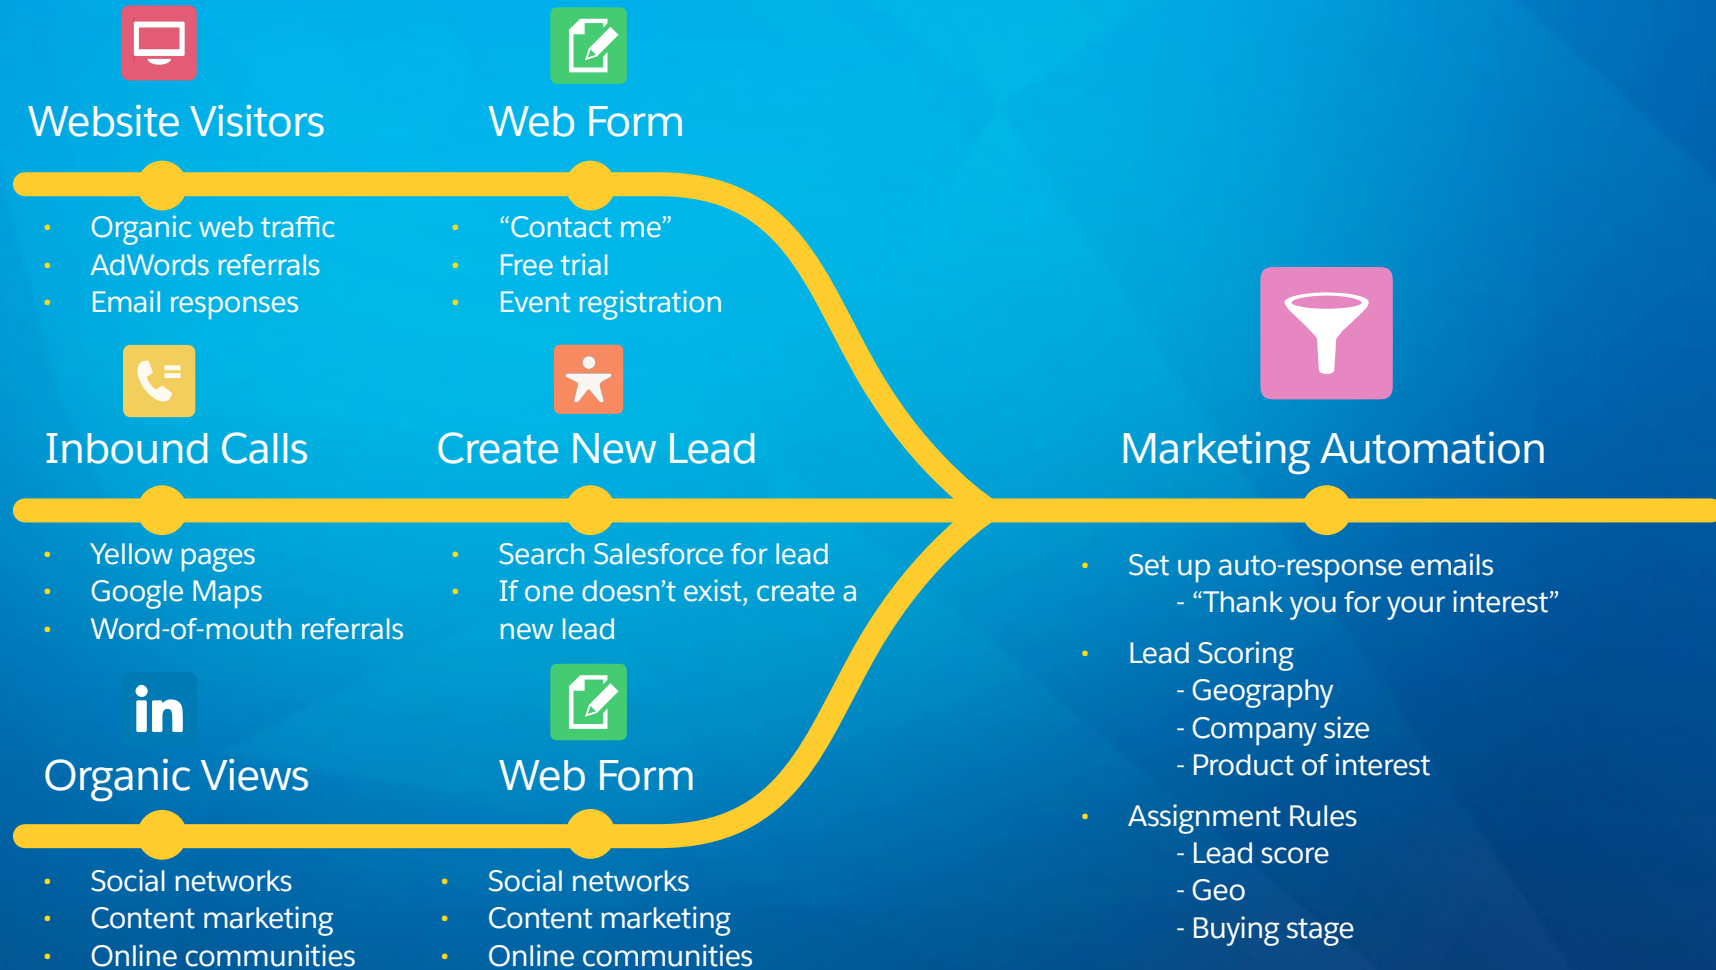 Website Visitors
• Organic web traffic
• AdWords referrals
• Email responses
Web Form
• “Contact me”
• Free trial
• Event registration
Inbound Calls
• Yellow pages
• Google Maps
• Word-of-mouth referrals
Create New Lead
• Search Salesforce for lead
• If one doesn’t exist, create a
new lead
in
Organic Views
• Social networks
• Content marketing
• Online communities
Web Form
• Social networks
• Content marketing
• Online communities
Marketing Automation
• Set up auto-response emails
- “Thank you for your interest”
• Lead Scoring
- Geography
- Company size
- Product of interest
• Assignment Rules
- Lead score
- Geo
- Buying stage